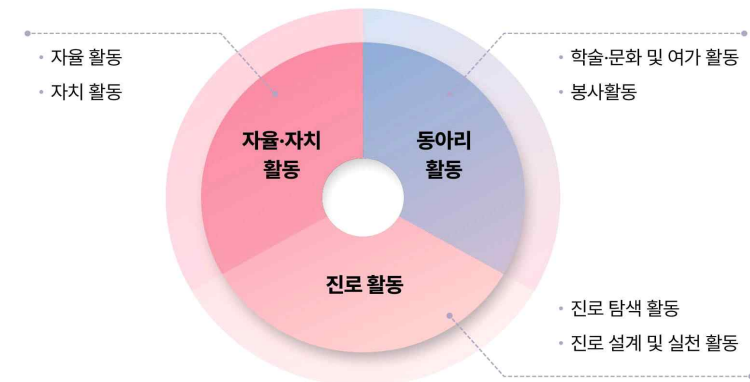 · 자율 활동
· 자치 활동
· 학술·문화 및 여가 활동
· 봉사활동
자율·자치
활동
동아리
활동
진로 활동
· 진로 탐색 활동
· 진로 설계 및 실천 활동